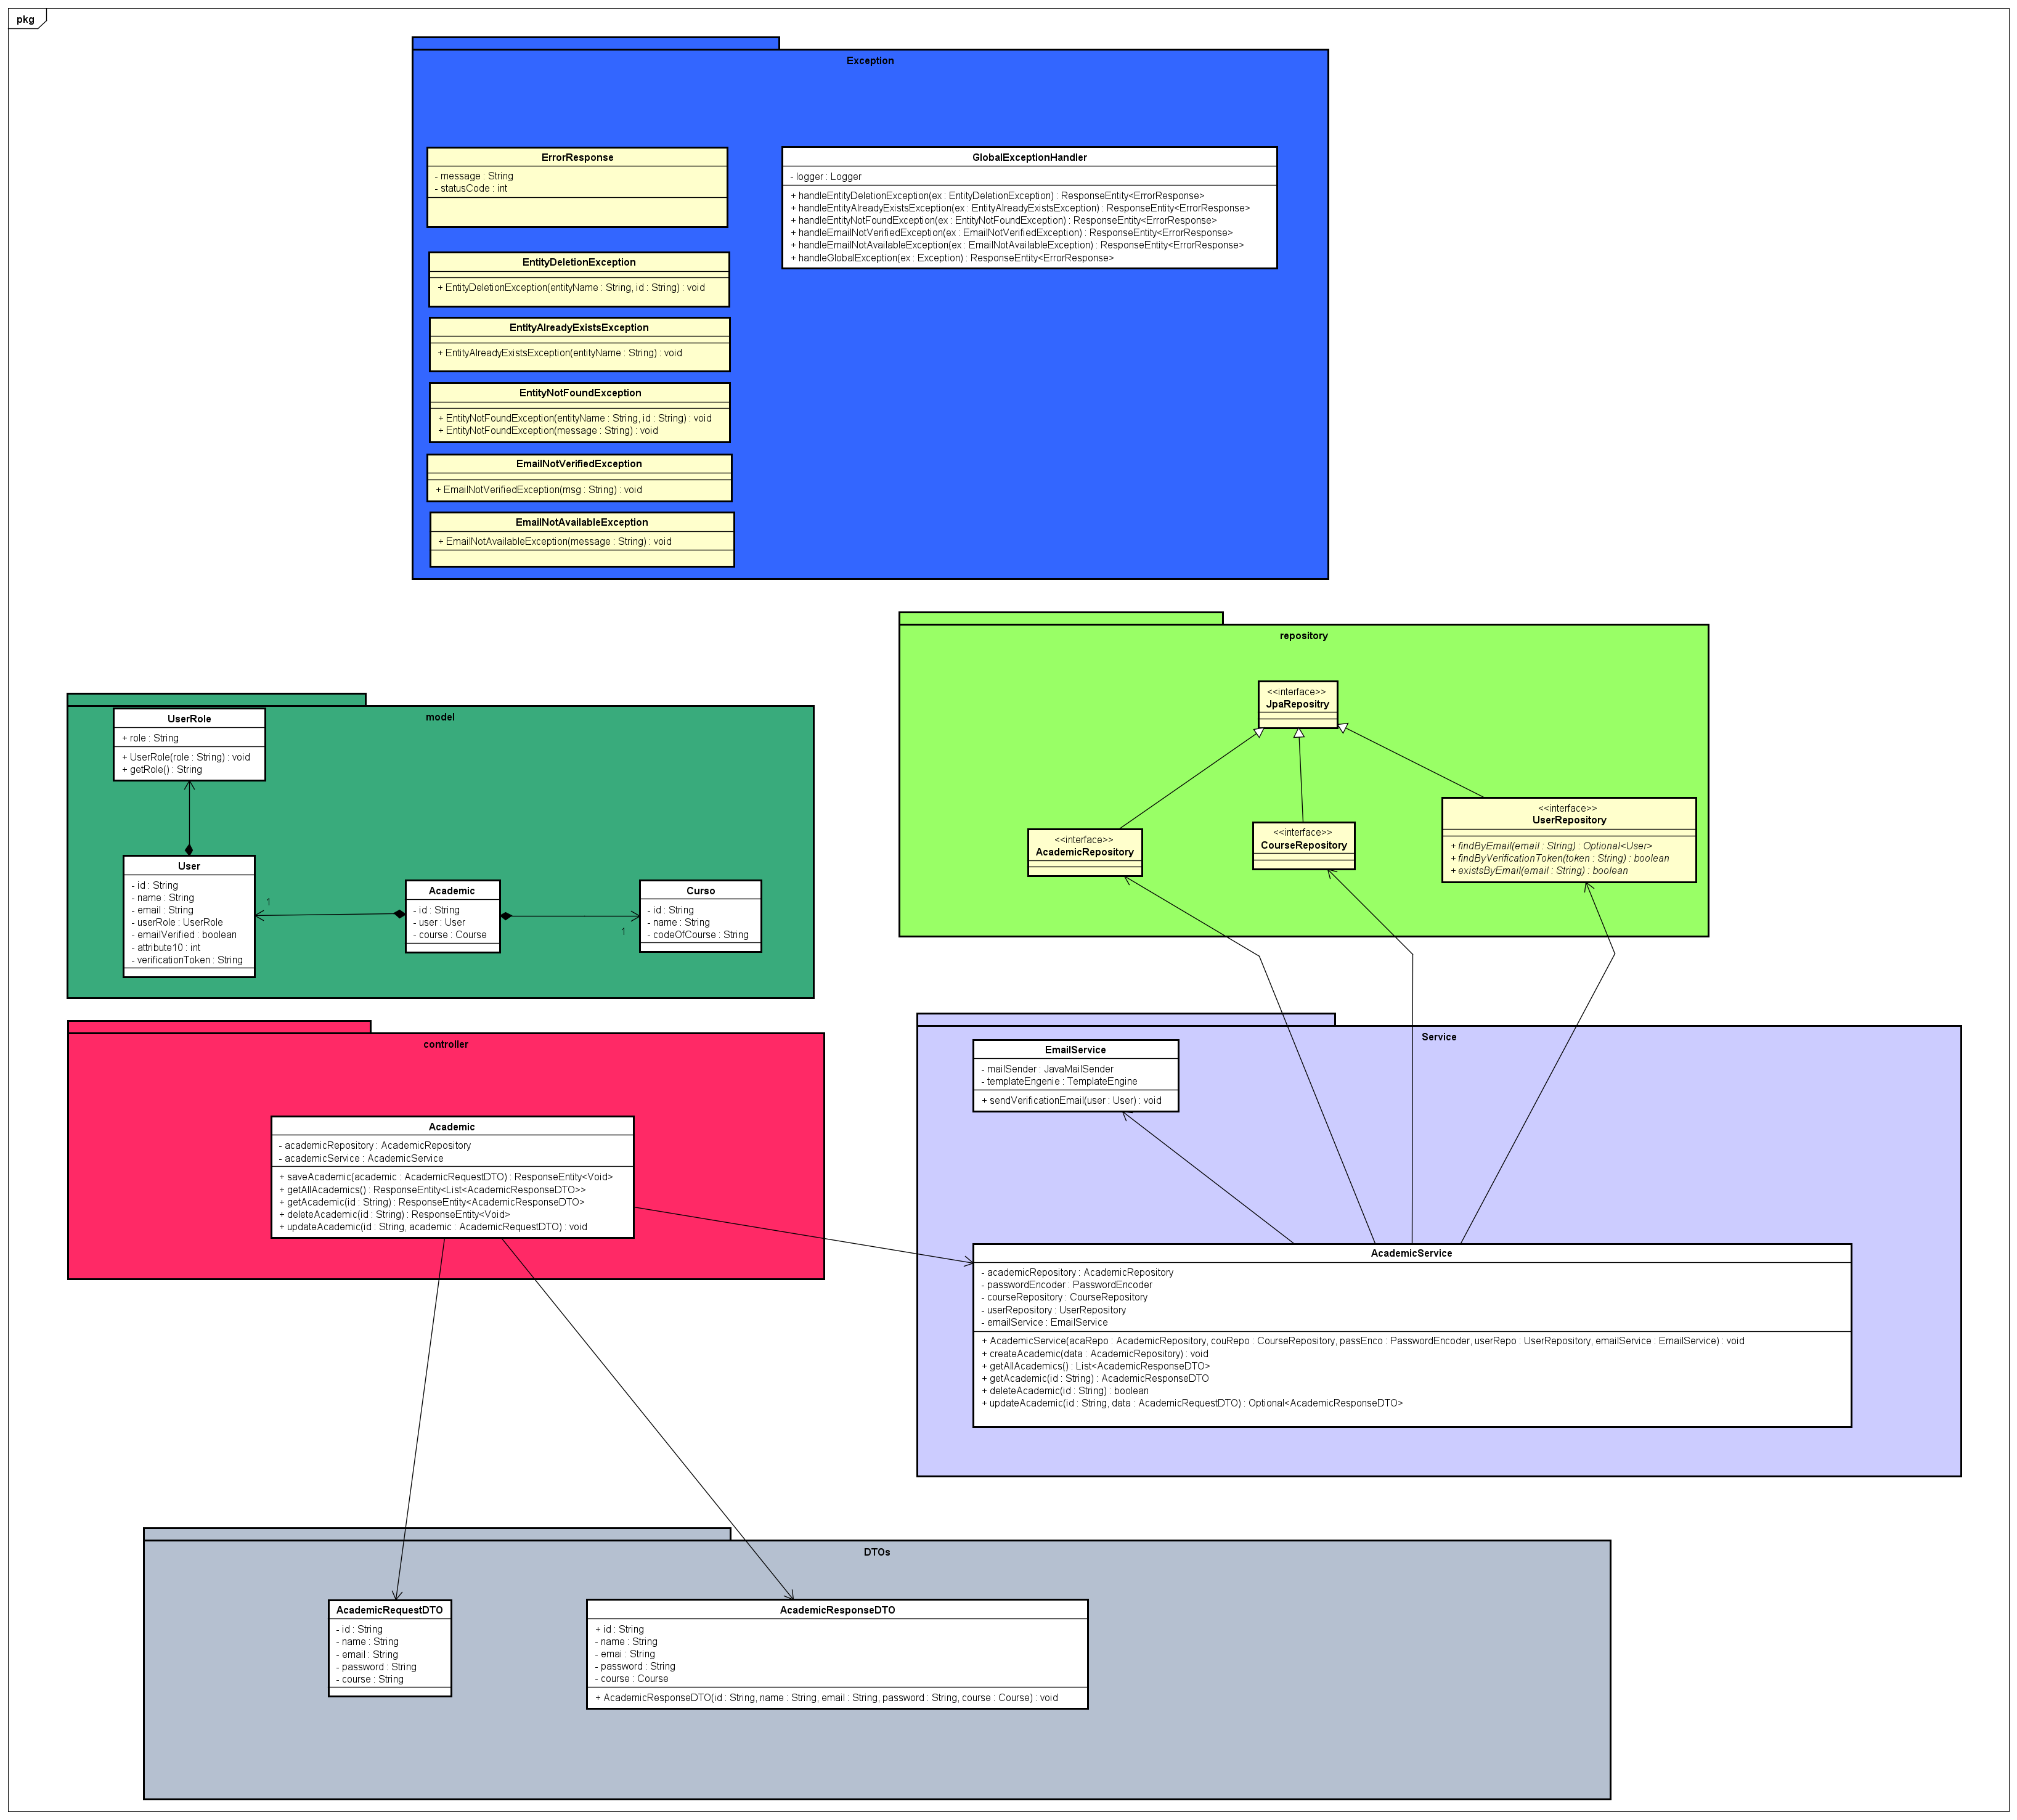 pkg
Exception
ErrorResponse
- message : String
- statusCode : int
GlobalExceptionHandler
- logger : Logger
+ handleEntityDeletionException(ex : EntityDeletionException) : ResponseEntity<ErrorResponse>
+ handleEntityAlreadyExistsException(ex : EntityAlreadyExistsException) : ResponseEntity<ErrorResponse>
+ handleEntityNotFoundException(ex : EntityNotFoundException) : ResponseEntity<ErrorResponse>
+ handleEmailNotVerifiedException(ex : EmailNotVerifiedException) : ResponseEntity<ErrorResponse>
+ handleEmailNotAvailableException(ex : EmailNotAvailableException) : ResponseEntity<ErrorResponse>
+ handleGlobalException(ex : Exception) : ResponseEntity<ErrorResponse>
EntityDeletionException
+ EntityDeletionException(entityName : String, id : String) : void
EntityAlreadyExistsException
+ EntityAlreadyExistsException(entityName : String) : void
EntityNotFoundException
+ EntityNotFoundException(entityName : String, id : String) : void
+ EntityNotFoundException(message : String) : void
EmailNotVerifiedException
+ EmailNotVerifiedException(msg : String) : void
EmailNotAvailableException
+ EmailNotAvailableException(message : String) : void
repository
<<interface>>
JpaRepositry
<<interface>>
AcademicRepository
<<interface>>
CourseRepository
<<interface>>
UserRepository
+ findByEmail(email : String) : Optional<User>
+ findByVerificationToken(token : String) : boolean
+ existsByEmail(email : String) : boolean
model
UserRole
+ role : String
+ UserRole(role : String) : void
+ getRole() : String
User
- id : String
- name : String
- email : String
- userRole : UserRole
- emailVerified : boolean
- attribute10 : int
- verificationToken : String
1
Academic
- id : String
- user : User
- course : Course
1
Curso
- id : String
- name : String
- codeOfCourse : String
controller
Academic
- academicRepository : AcademicRepository
- academicService : AcademicService
+ saveAcademic(academic : AcademicRequestDTO) : ResponseEntity<Void>
+ getAllAcademics() : ResponseEntity<List<AcademicResponseDTO>>
+ getAcademic(id : String) : ResponseEntity<AcademicResponseDTO>
+ deleteAcademic(id : String) : ResponseEntity<Void>
+ updateAcademic(id : String, academic : AcademicRequestDTO) : void
Service
EmailService
- mailSender : JavaMailSender
- templateEngenie : TemplateEngine
+ sendVerificationEmail(user : User) : void
AcademicService
- academicRepository : AcademicRepository
- passwordEncoder : PasswordEncoder
- courseRepository : CourseRepository
- userRepository : UserRepository
- emailService : EmailService
+ AcademicService(acaRepo : AcademicRepository, couRepo : CourseRepository, passEnco : PasswordEncoder, userRepo : UserRepository, emailService : EmailService) : void
+ createAcademic(data : AcademicRepository) : void
+ getAllAcademics() : List<AcademicResponseDTO>
+ getAcademic(id : String) : AcademicResponseDTO
+ deleteAcademic(id : String) : boolean
+ updateAcademic(id : String, data : AcademicRequestDTO) : Optional<AcademicResponseDTO>
DTOs
AcademicRequestDTO
- id : String
- name : String
- email : String
- password : String
- course : String
AcademicResponseDTO
+ id : String
- name : String
- emai : String
- password : String
- course : Course
+ AcademicResponseDTO(id : String, name : String, email : String, password : String, course : Course) : void